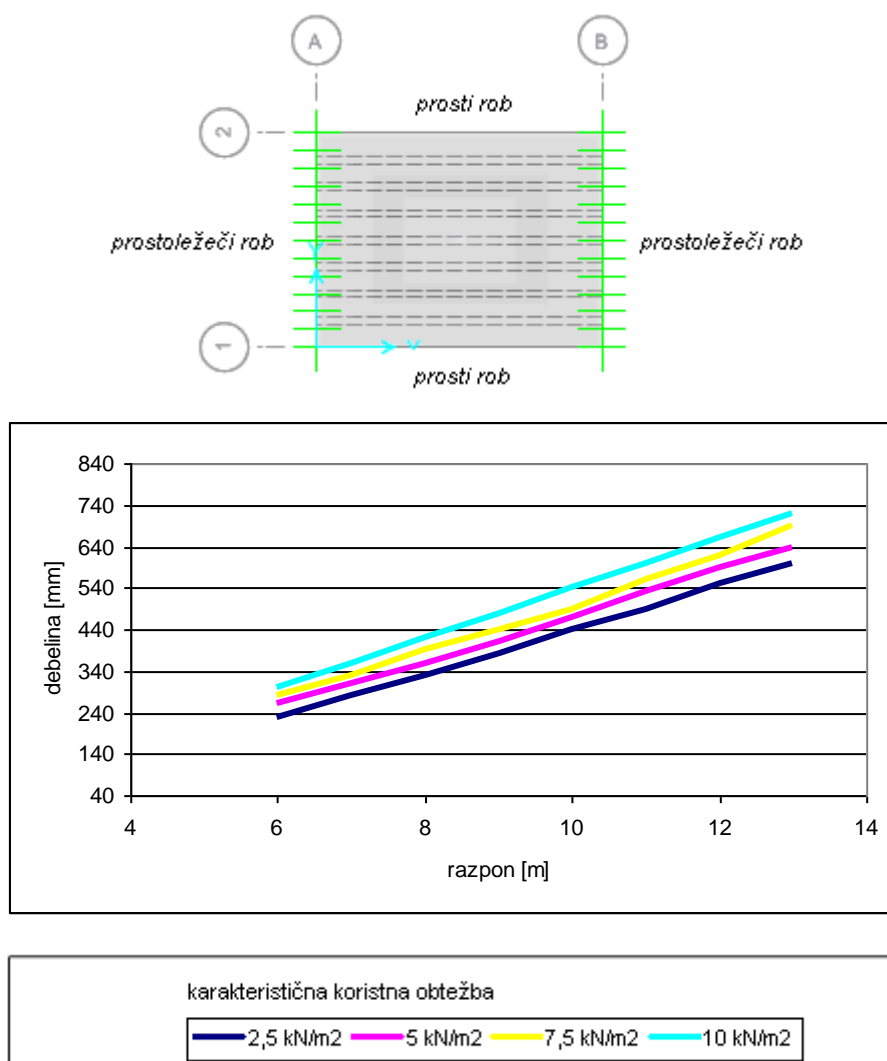 A B
prosti rob
2
prostoležeči rob prostoležeči rob
Y
1
prosti rob
840
740
640
540
440
340
240
140
40
debelina [mm]
4 6 8 10 12 14
razpon [m]
karakteristična koristna obtežba
2,5 kN/m2 5 kN/m2 7,5 kN/m2 10 kN/m2